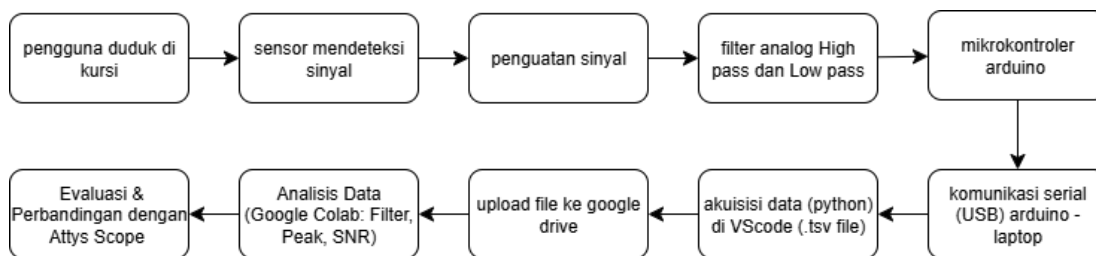 pengguna duduk di
kursi
sensor mendeteksi
sinyal
penguatan sinyal
filter analog High
pass dan Low pass
mikrokontroler
arduino
komunikasi serial
(USB) arduino -
laptop
akuisisi data (python)
di VScode (.tsv file)
upload file ke google
drive
Analisis Data
(Google Colab: Filter,
Peak, SNR)
Evaluasi &
Perbandingan dengan
Attys Scope